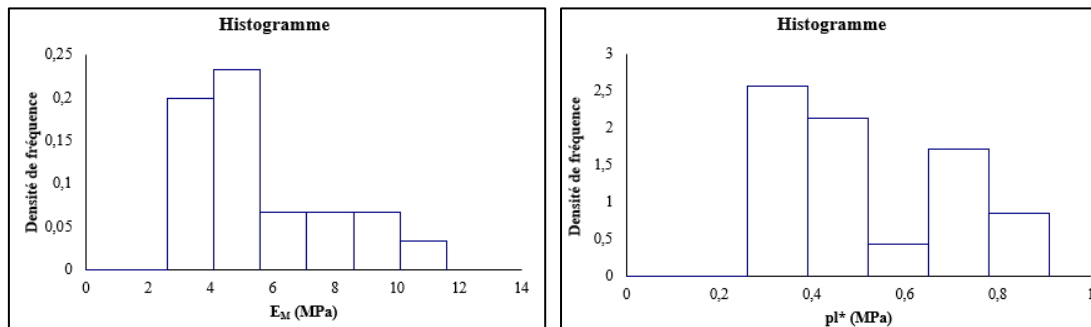 Histogramme
Densité de fréquence
0,25
0,2
0,15
0,1
0,05
0
0 2 4 6 8 10 12 14
E_M (MPa)
Histogramme
Densité de fréquence
3
2,5
2
1,5
1
0,5
0
0 0,2 0,4 0,6 0,8 1
pl* (MPa)